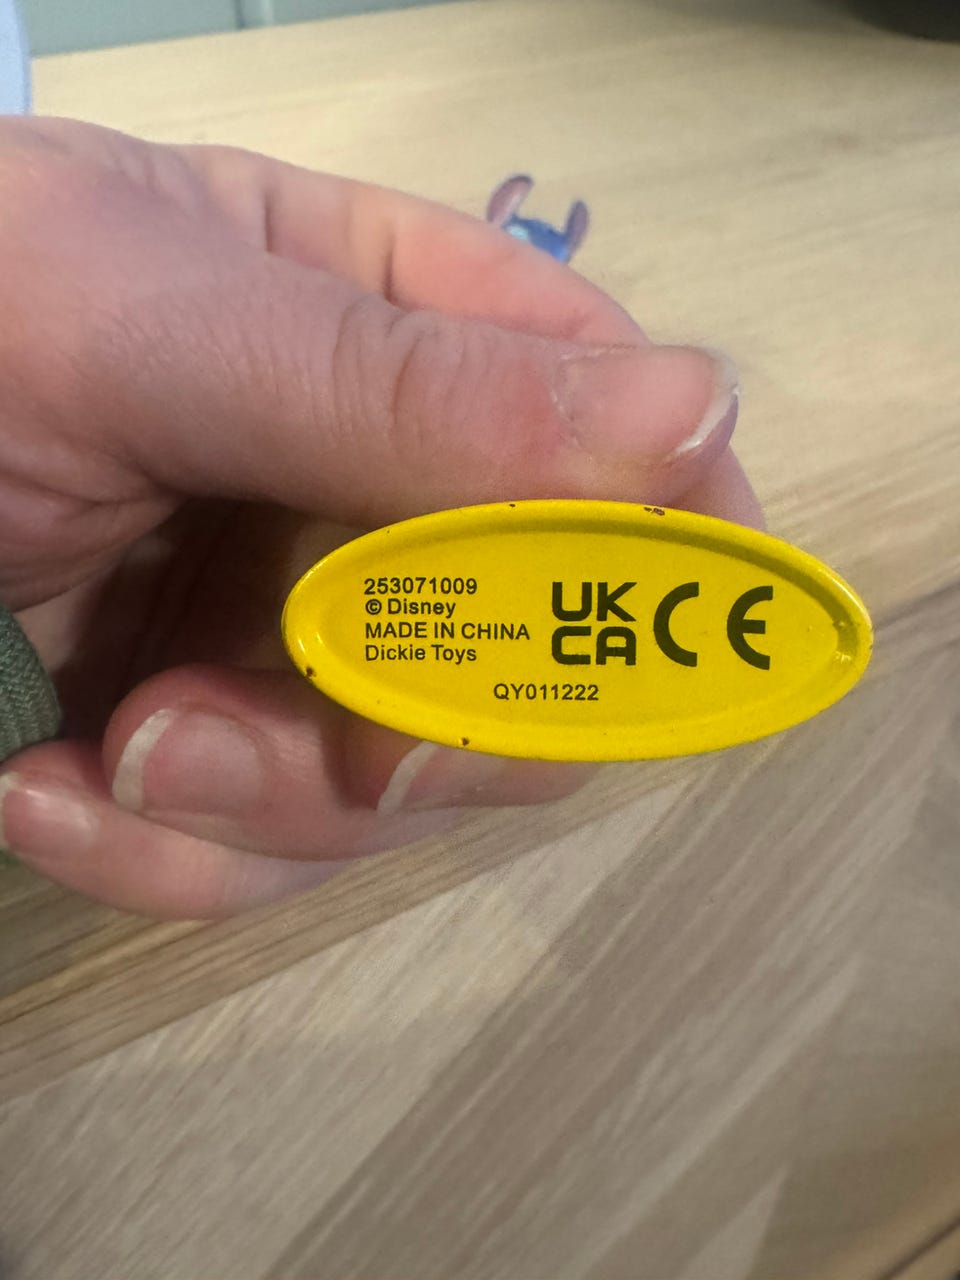 253071009
© Disney
MADE IN CHINA
Dickie Toys
UK
CA
CE
QY011222